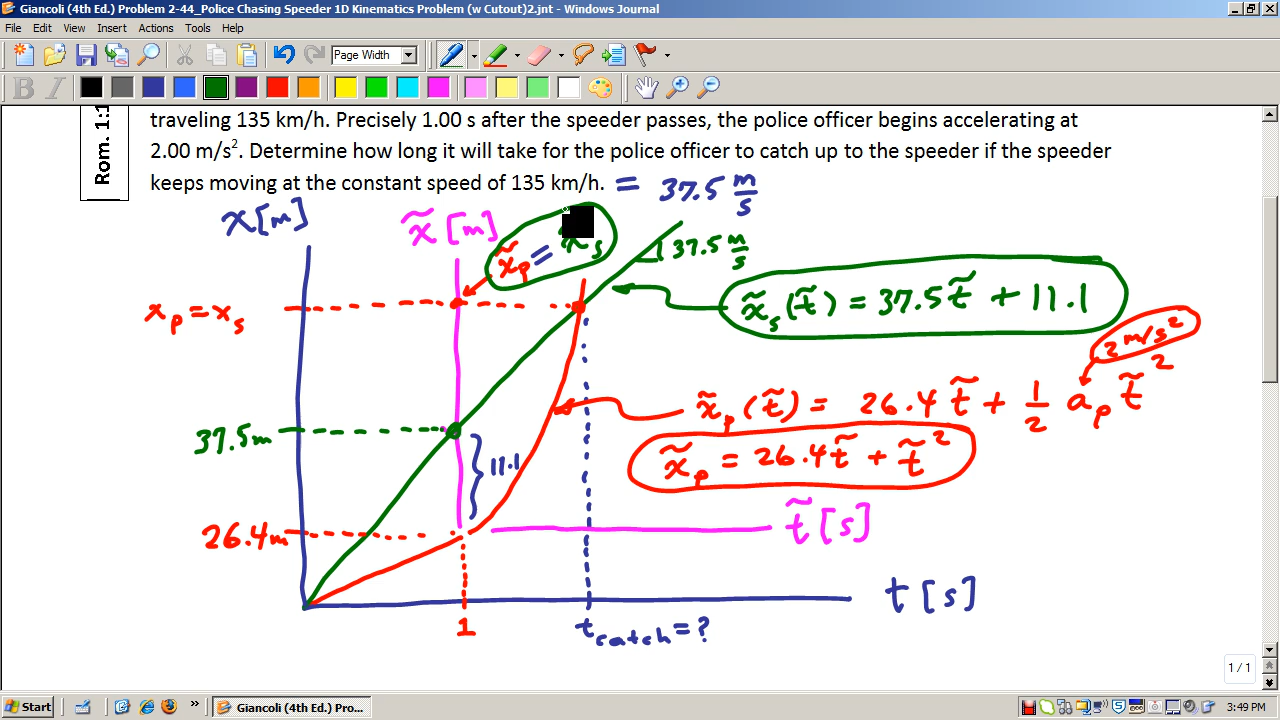 Giancoli (4th Ed.) Problem 2-44_Police Chasing Speeder 1D Kinematics Problem (w Cutout)2.jnt - Windows Journal
File Edit View Insert Actions Tools Help
Page Width
B I
Rom. 1:1
traveling 135 km/h. Precisely 1.00 s after the speeder passes, the police officer begins accelerating at
2.00 m/s². Determine how long it will take for the police officer to catch up to the speeder if the speeder
keeps moving at the constant speed of 135 km/h. = 37.5 m/s
x[m]
x̃[m]
x̃p = x̃s
37.5 m/s
xp = xs
x̃s(t̃) = 37.5t̃ + 11.1
2 m/s²
x̃p(t̃) = 26.4t̃ + 1/2 ap t̃²
37.5m
11.1
x̃p = 26.4t̃ + t̃²
26.4m
t̃[s]
t[s]
1
tcatch = ?
1 / 1
Start
Giancoli (4th Ed.) Pro...
3:49 PM